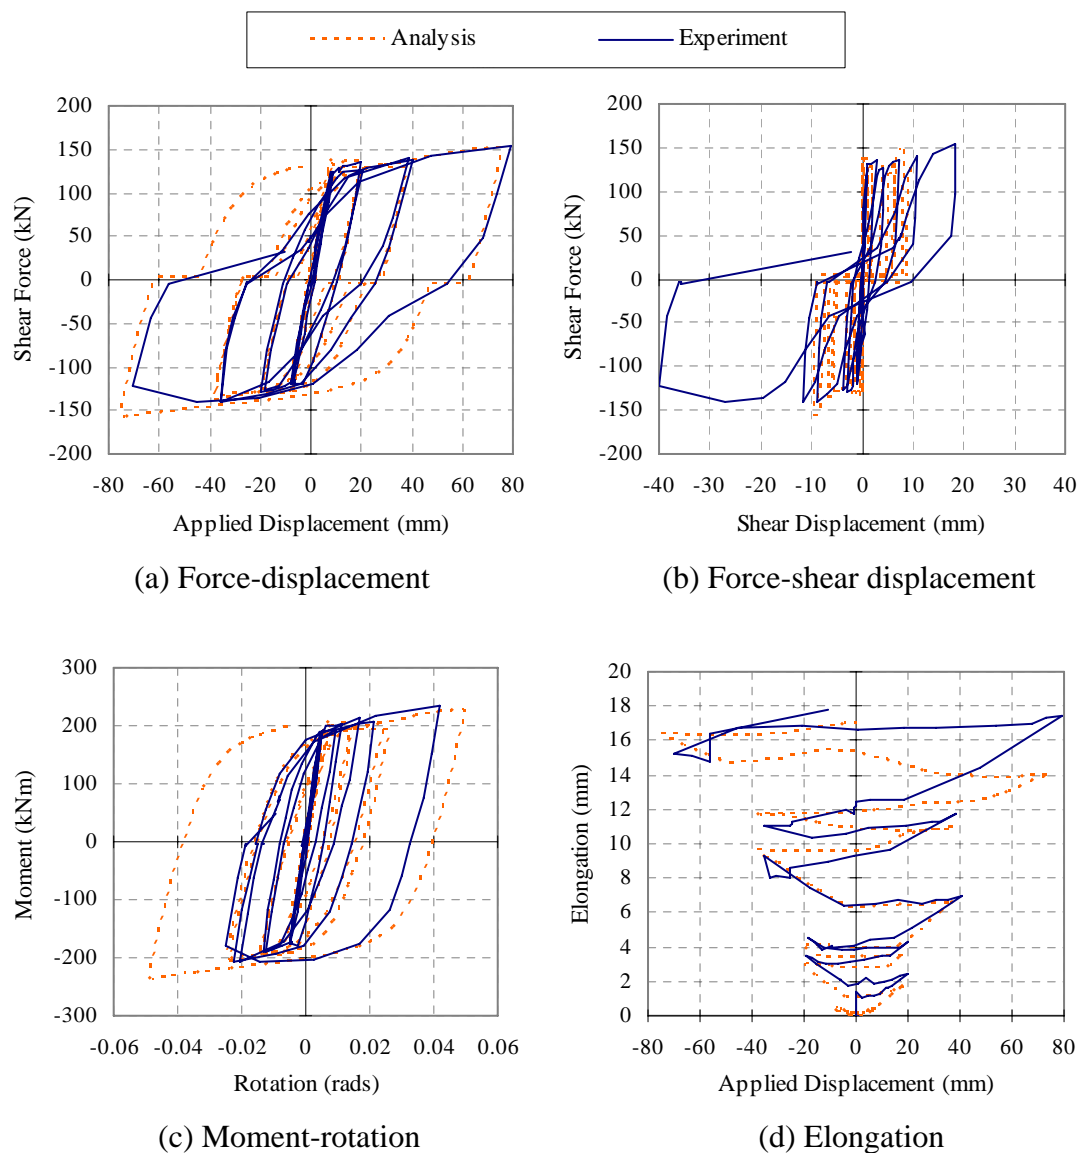 Analysis Experiment
200
150
100
50
0
-50
-100
-150
-200
-80 -60 -40 -20 0 20 40 60 80
Shear Force (kN)
Applied Displacement (mm)
(a) Force-displacement
200
150
100
50
0
-50
-100
-150
-200
-40 -30 -20 -10 0 10 20 30 40
Shear Force (kN)
Shear Displacement (mm)
(b) Force-shear displacement
300
200
100
0
-100
-200
-300
-0.06 -0.04 -0.02 0 0.02 0.04 0.06
Moment (kNm)
Rotation (rads)
(c) Moment-rotation
20
18
16
14
12
10
8
6
4
2
0
-80 -60 -40 -20 0 20 40 60 80
Elongation (mm)
Applied Displacement (mm)
(d) Elongation